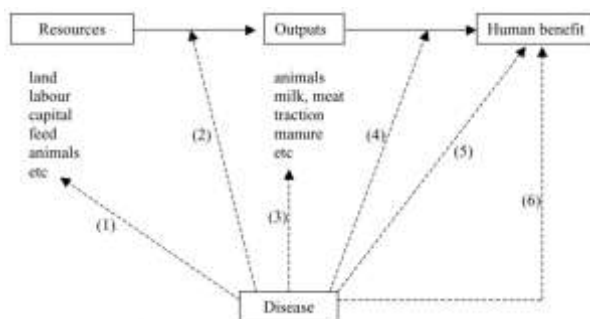 Resources
Outputs
Human benefit
land
labour
capital
feed
animals
etc
animals
milk, meat
traction
manure
etc
(1)
(2)
(3)
(4)
(5)
(6)
Disease